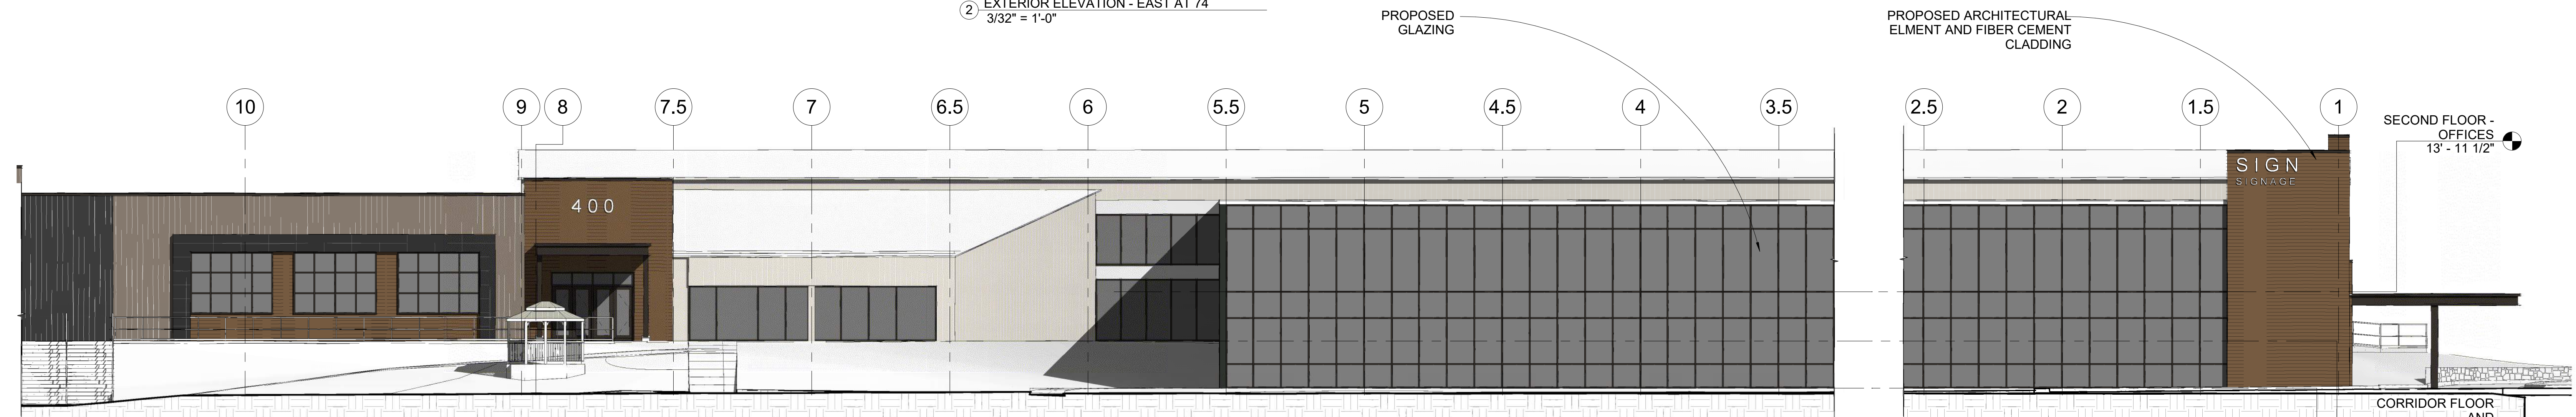 2 EXTERIOR ELEVATION - EAST AT 74
3/32" = 1'-0"
PROPOSED
GLAZING
PROPOSED ARCHITECTURAL
ELMENT AND FIBER CEMENT
CLADDING
10
9
8
7.5
7
6.5
6
5.5
5
4.5
4
3.5
2.5
2
1.5
1
SECOND FLOOR -
OFFICES
13' - 11 1/2"
SIGN
SIGNAGE
400
CORRIDOR FLOOR
AND